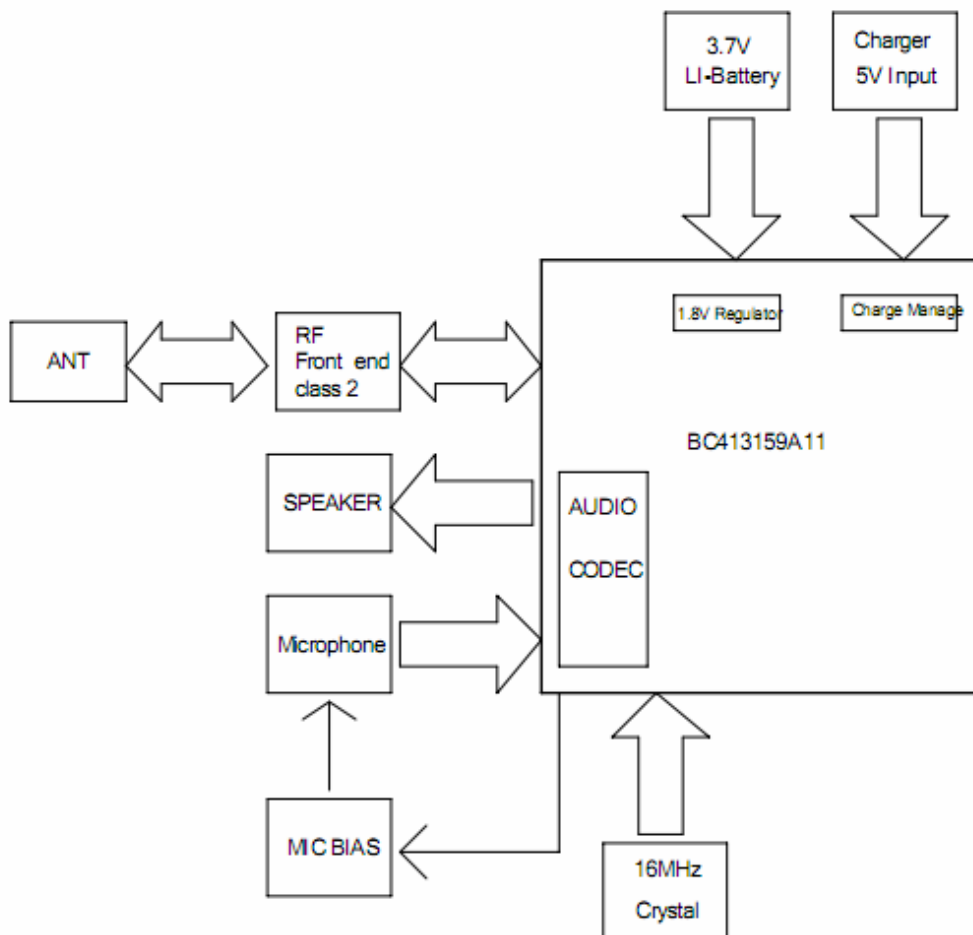 3.7V
LI-Battery
Charger
5V Input
1.8V Regulator
Charge Manage
ANT
RF
Front end
class 2
BC413159A11
SPEAKER
AUDIO
CODEC
Microphone
MIC BIAS
16MHz
Crystal